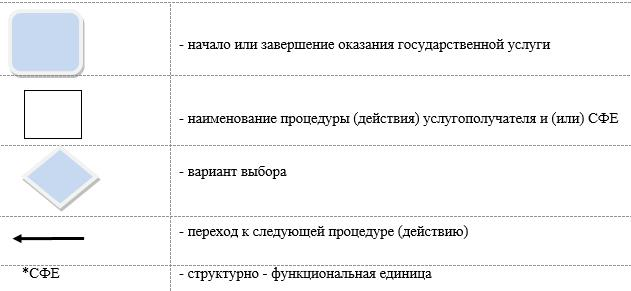 - начало или завершение оказания государственной услуги
- наименование процедуры (действия) услугополучателя и (или) СФЕ
- вариант выбора
- переход к следующей процедуре (действию)
*СФЕ - структурно - функциональная единица